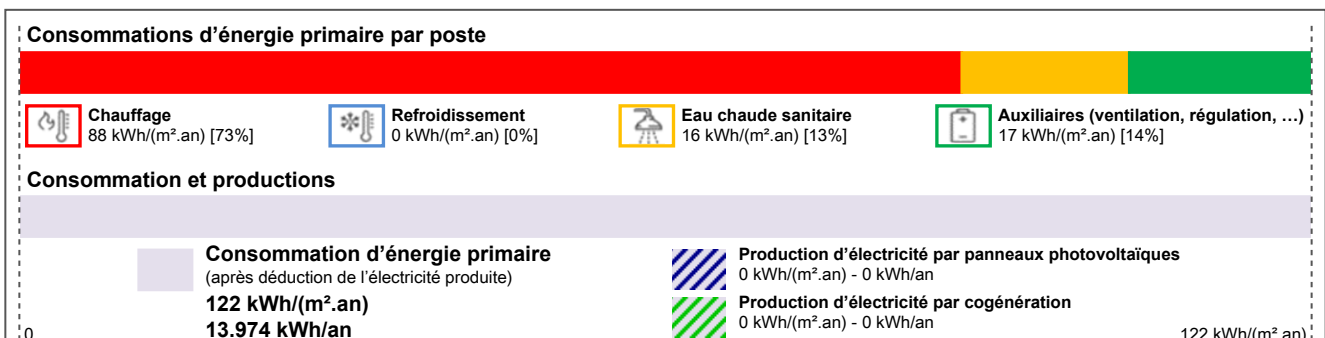 Consommations d'énergie primaire par poste
Chauffage
88 kWh/(m².an) [73%]
Refroidissement
0 kWh/(m².an) [0%]
Eau chaude sanitaire
16 kWh/(m².an) [13%]
Auxiliaires (ventilation, régulation, …)
17 kWh/(m².an) [14%]
Consommation et productions
Consommation d'énergie primaire
(après déduction de l'électricité produite)
122 kWh/(m².an)
13.974 kWh/an
Production d'électricité par panneaux photovoltaïques
0 kWh/(m².an) - 0 kWh/an
Production d'électricité par cogénération
0 kWh/(m².an) - 0 kWh/an
0
122 kWh/(m².an)